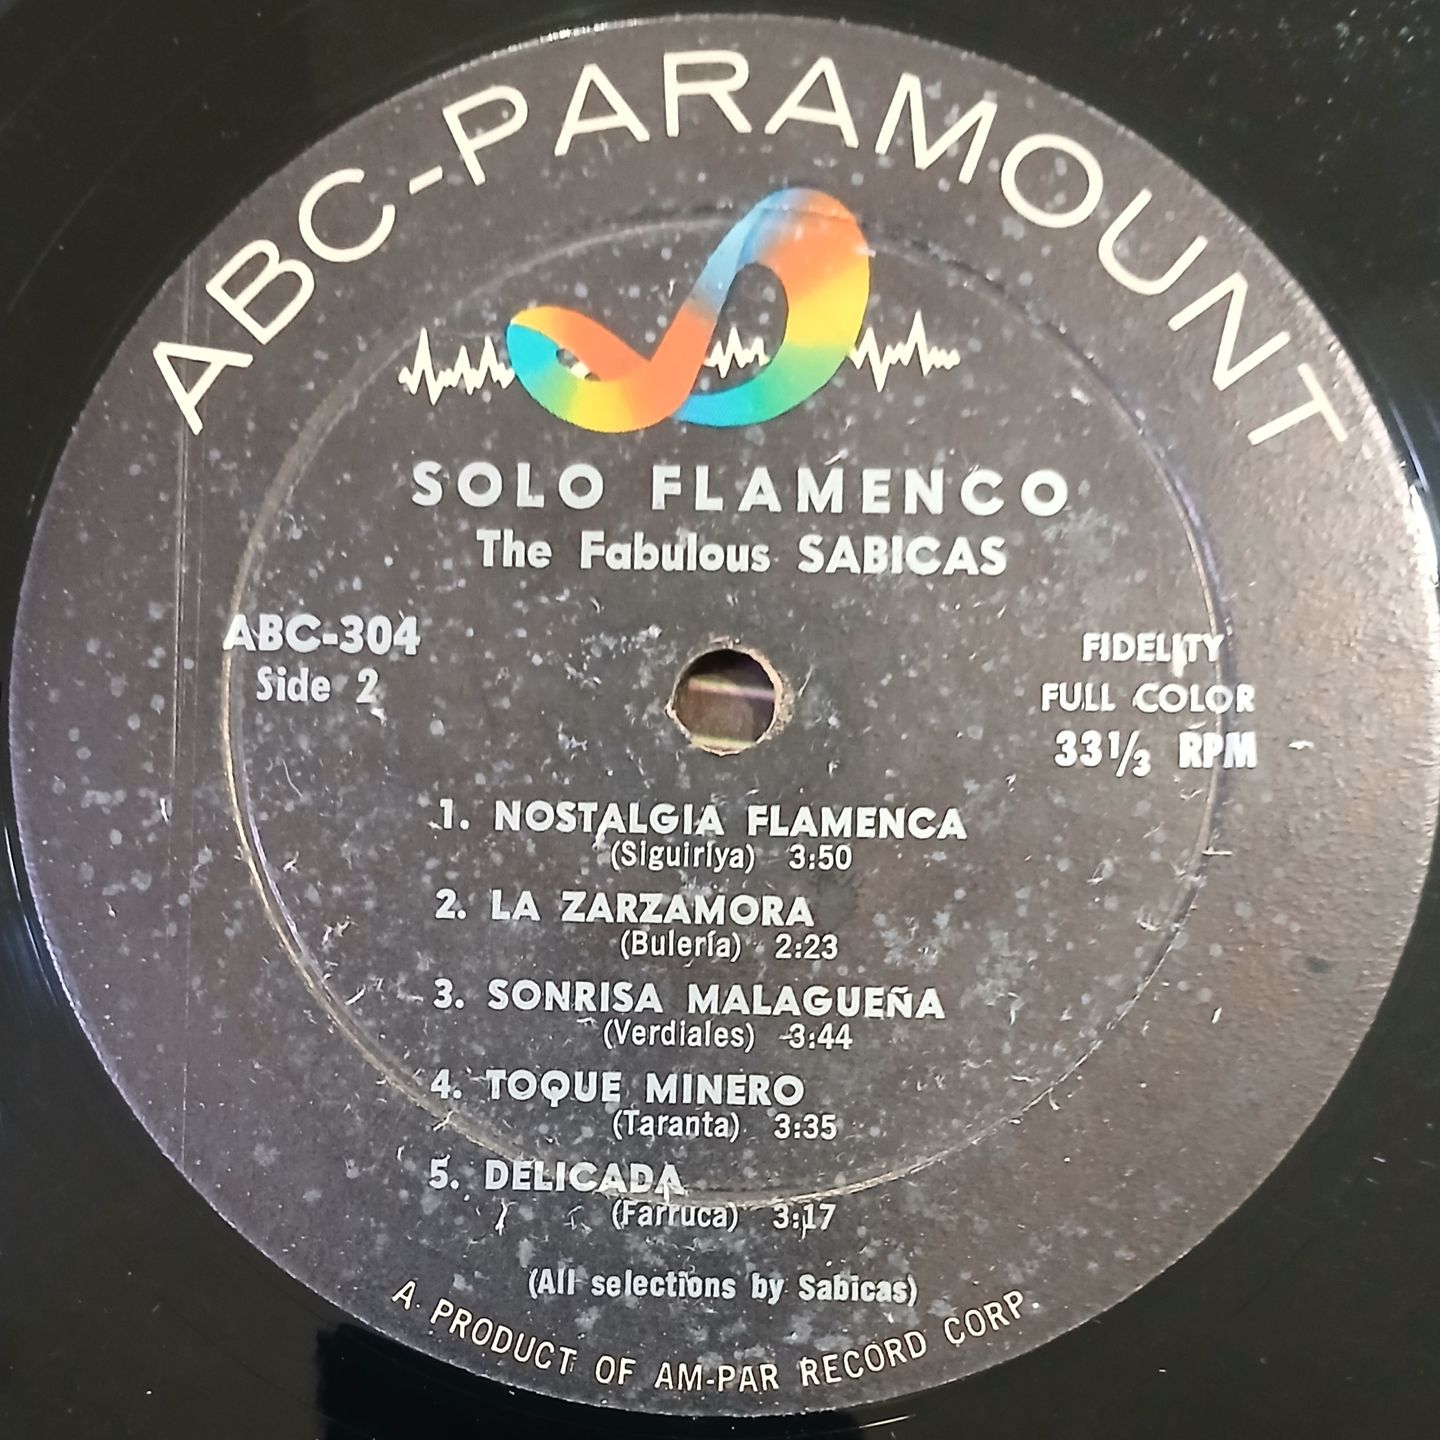 ABC-PARAMOUNT
SOLO FLAMENCO
The Fabulous SABICAS
ABC-304
Side 2
FIDELITY
FULL COLOR
33 1/3 RPM
1. NOSTALGIA FLAMENCA
(Siguiriya) 3:50
2. LA ZARZAMORA
(Bulería) 2:23
3. SONRISA MALAGUEÑA
(Verdiales) 3:44
4. TOQUE MINERO
(Taranta) 3:35
5. DELICADA
(Farruca) 3:17
(All selections by Sabicas)
A PRODUCT OF AM-PAR RECORD CORP.